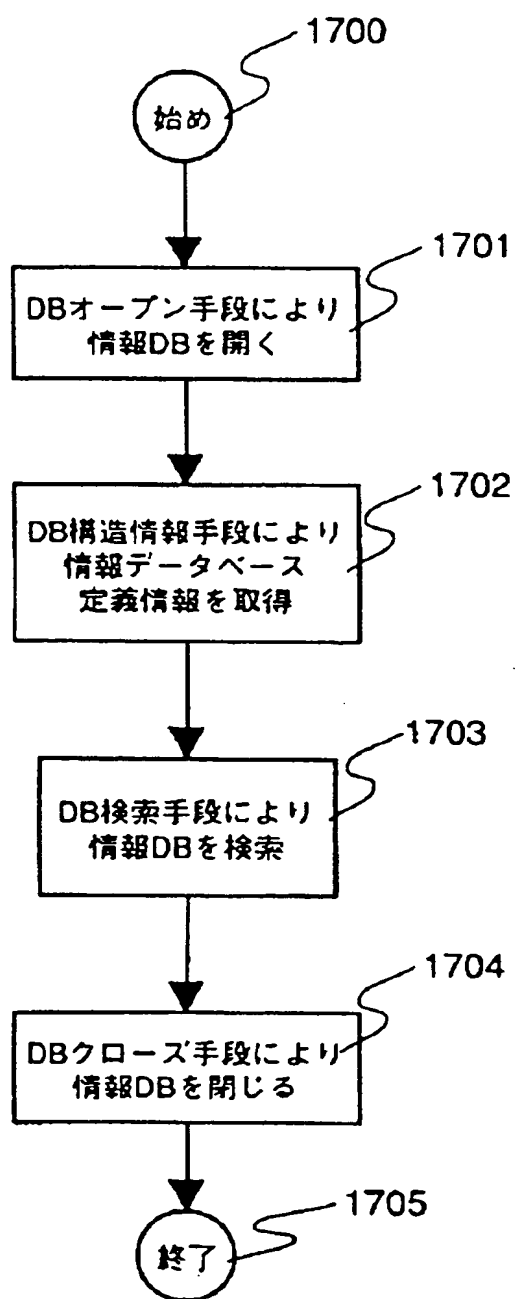 1700
始め
1701
DBオープン手段により
情報DBを開く
1702
DB構造情報手段により
情報データベース
定義情報を取得
1703
DB検索手段により
情報DBを検索
1704
DBクローズ手段により
情報DBを閉じる
1705
終了